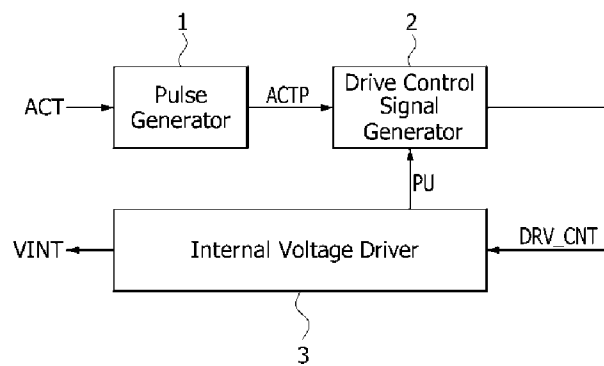 1
2
ACT
Pulse
Generator
ACTP
Drive Control
Signal
Generator
PU
VINT
Internal Voltage Driver
DRV_CNT
3